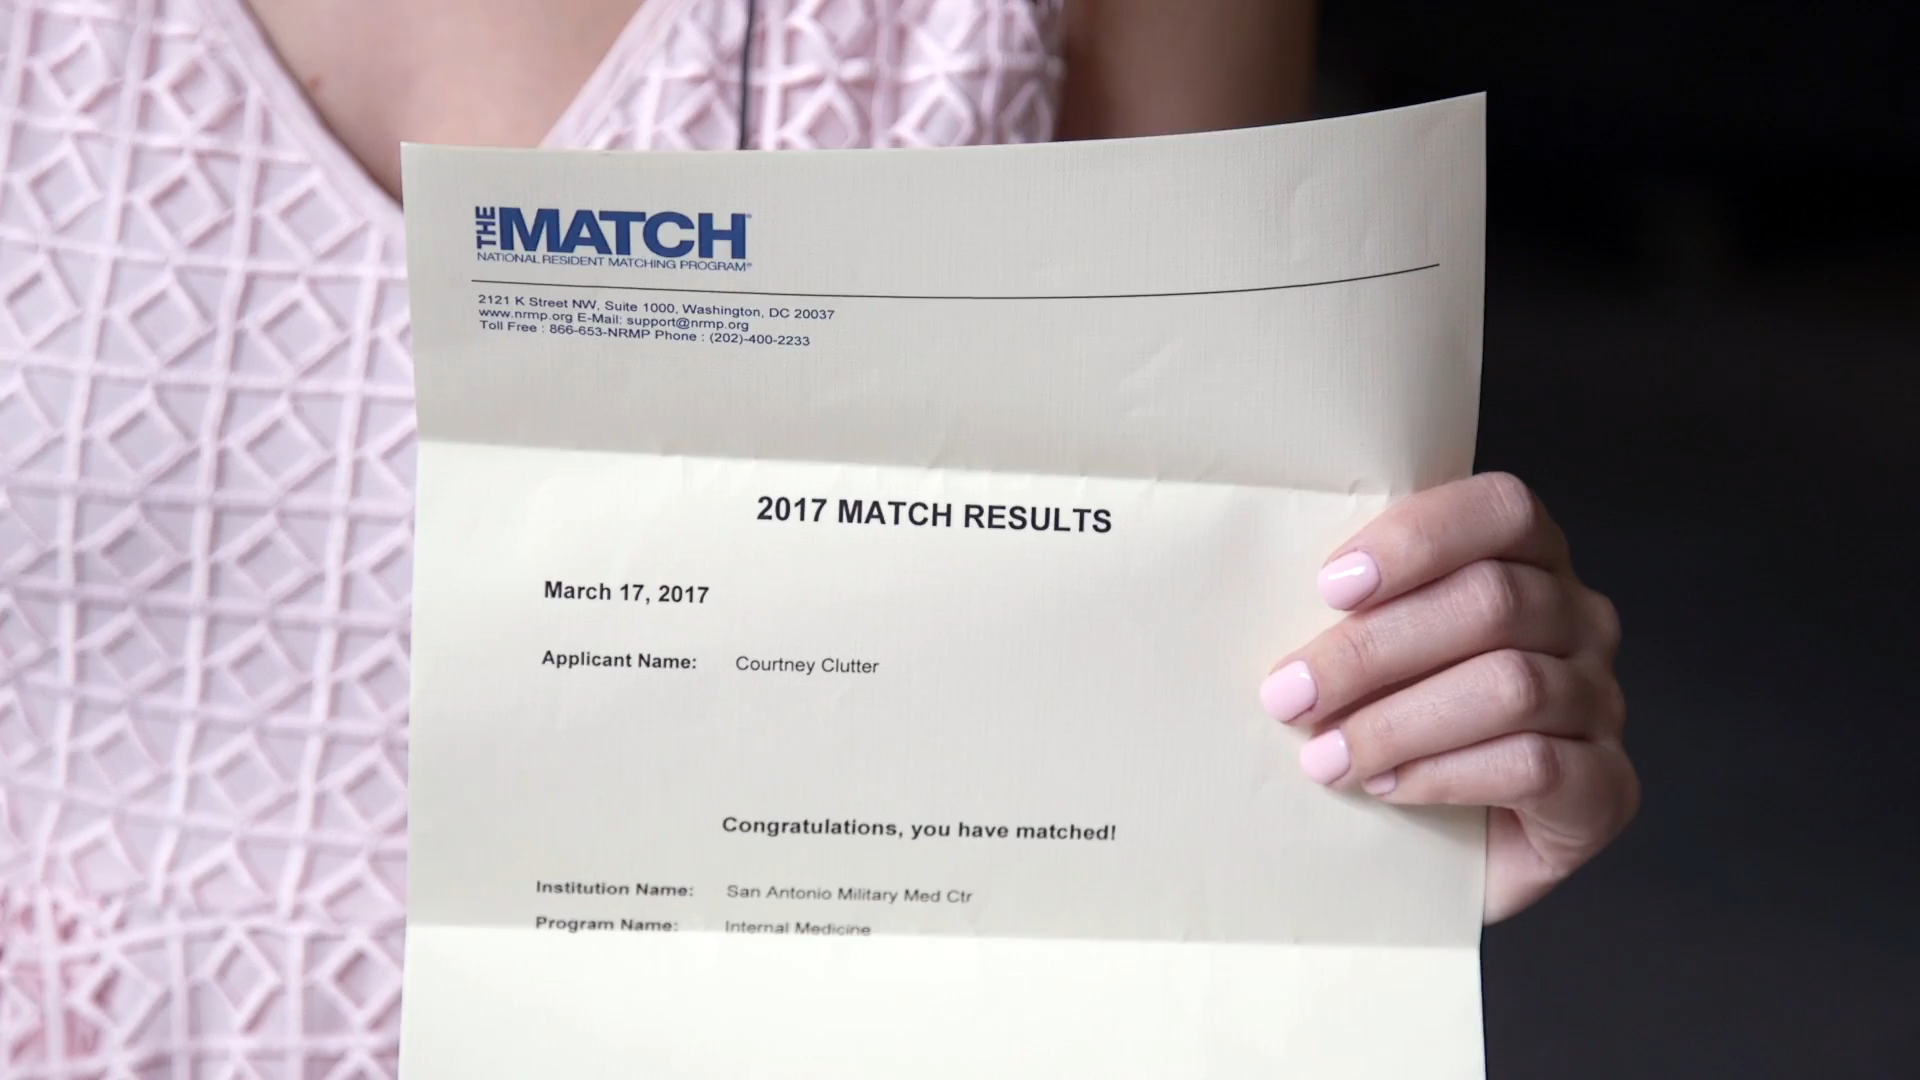 THE MATCH
NATIONAL RESIDENT MATCHING PROGRAM®
2121 K Street NW, Suite 1000, Washington, DC 20037
www.nrmp.org E-Mail: support@nrmp.org
Toll Free : 866-653-NRMP Phone : (202)-400-2233
2017 MATCH RESULTS
March 17, 2017
Applicant Name: Courtney Clutter
Congratulations, you have matched!
Institution Name: San Antonio Military Med Ctr
Program Name: Internal Medicine